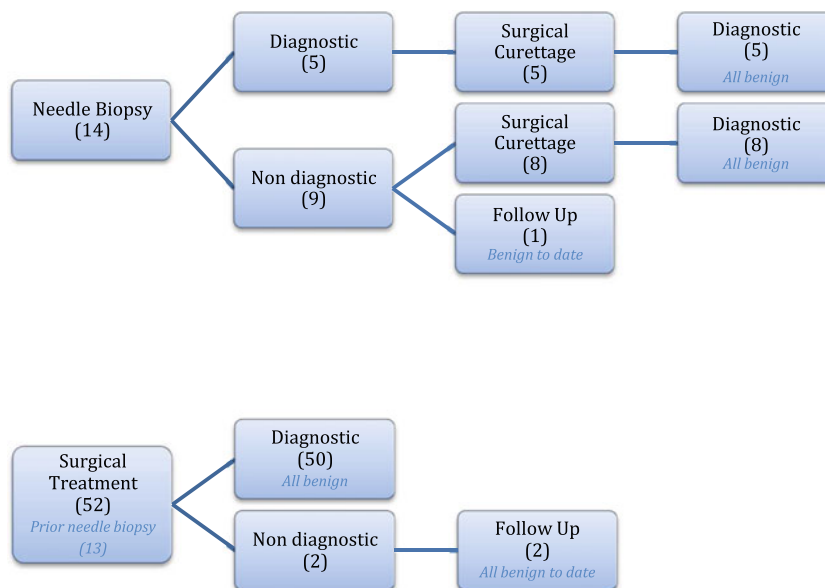 Needle Biopsy
(14)
Diagnostic
(5)
Surgical
Curettage
(5)
Diagnostic
(5)
All benign
Non diagnostic
(9)
Surgical
Curettage
(8)
Diagnostic
(8)
All benign
Follow Up
(1)
Benign to date
Surgical
Treatment
(52)
Prior needle biopsy
(13)
Diagnostic
(50)
All benign
Non diagnostic
(2)
Follow Up
(2)
All benign to date